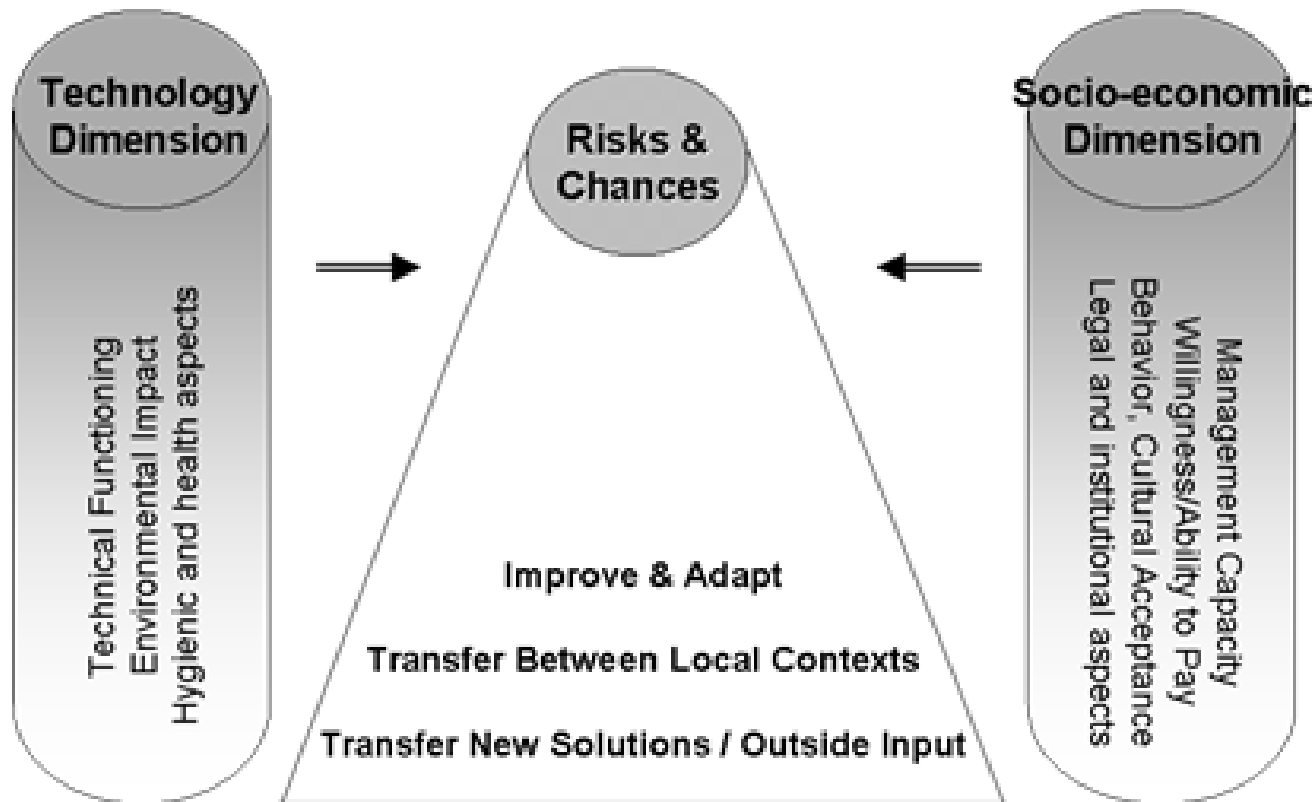 Technology
Dimension
Technical Functioning
Environmental Impact
Hygienic and health aspects
Risks &
Chances
Improve & Adapt
Transfer Between Local Contexts
Transfer New Solutions / Outside Input
Socio-economic
Dimension
Management Capacity
Willingness/Ability to Pay
Behavior, Cultural Acceptance
Legal and institutional aspects